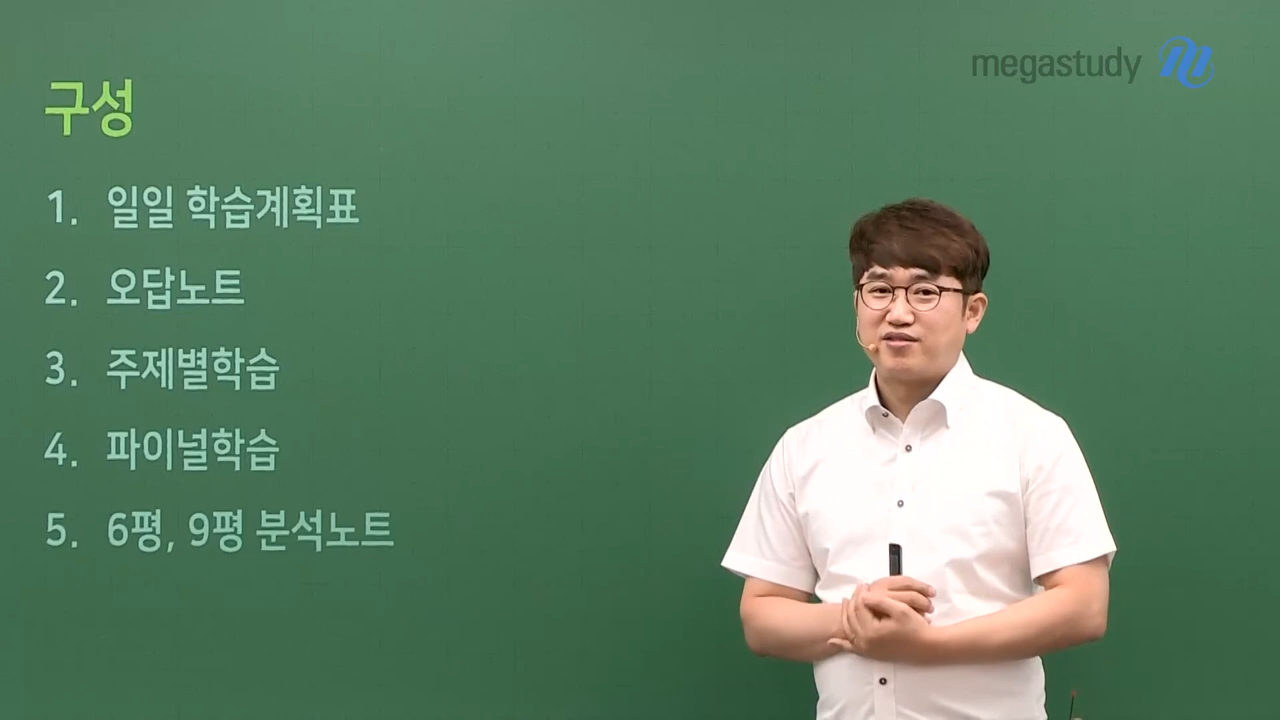 megastudy
구성
1. 일일 학습계획표
2. 오답노트
3. 주제별학습
4. 파이널학습
5. 6평, 9평 분석노트